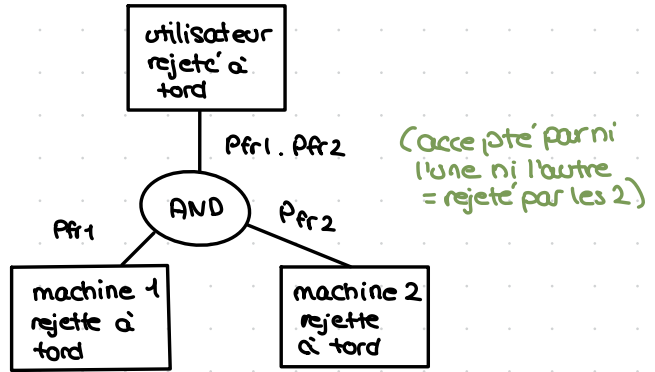 utilisateur
rejeté à
tord
Pfr1 . Pfr2
(accepté par ni
l'une ni l'autre
= rejeté par les 2)
AND
Pfr1
Pfr2
machine 1
rejette à
tord
machine 2
rejette
à tord